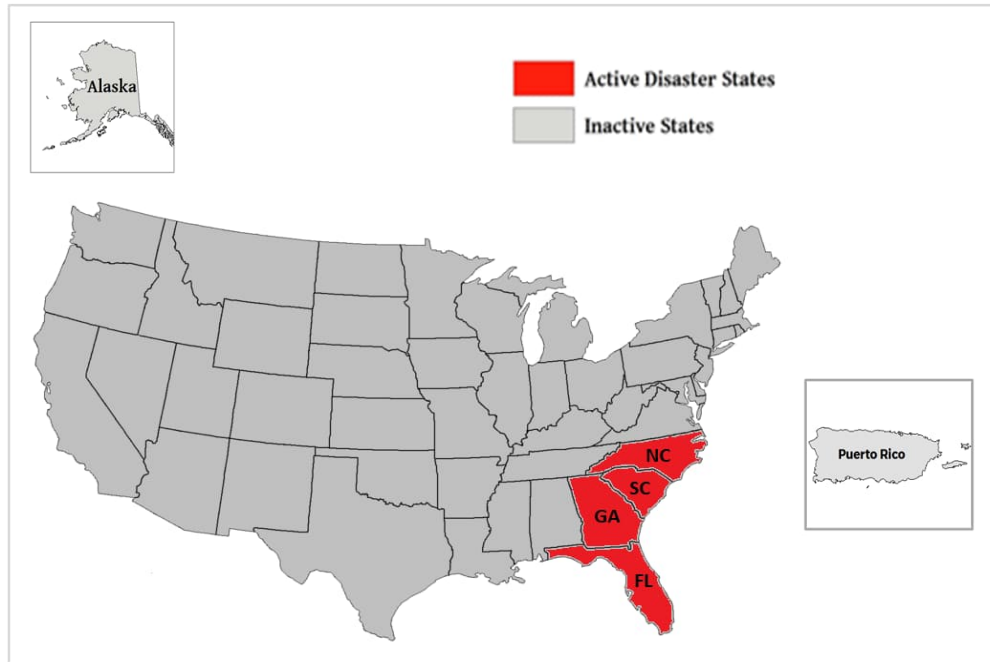 Alaska
Active Disaster States
Inactive States
NC
SC
GA
FL
Puerto Rico